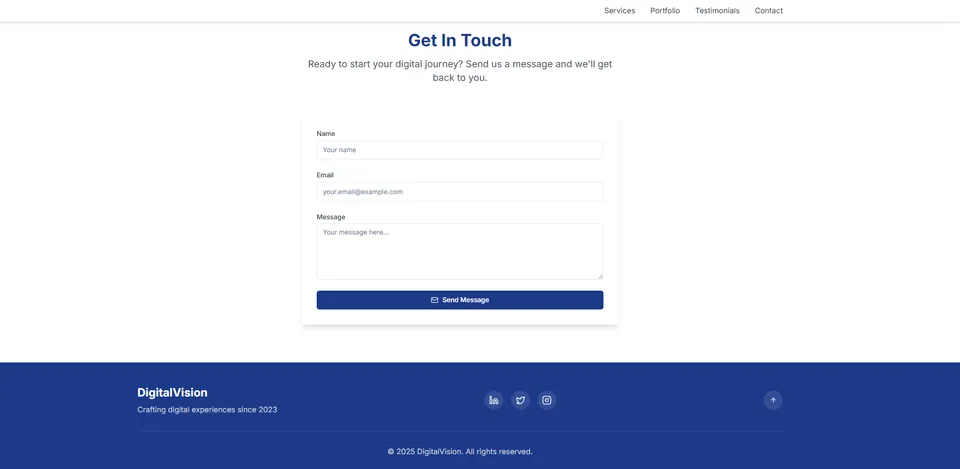 Services Portfolio Testimonials Contact
Get In Touch
Ready to start your digital journey? Send us a message and we'll get
back to you.
Name
Your name
Email
your.email@example.com
Message
Your message here...
Send Message
DigitalVision
Crafting digital experiences since 2023
© 2025 DigitalVision. All rights reserved.